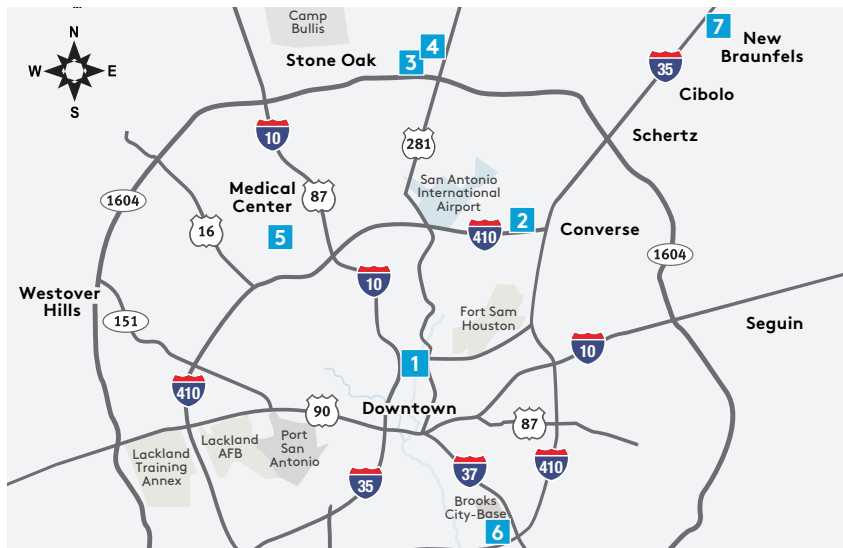 Camp
Bullis
7
New
Braunfels
N
4
Stone Oak
3
W
E
35
Cibolo
S
10
Schertz
281
San Antonio
International
Airport
Medical
Center
87
1604
16
2
410
Converse
5
1604
10
Westover
Hills
Fort Sam
Houston
151
Seguin
10
1
410
90
Downtown
87
Lackland
AFB
Port
San
Antonio
Lackland
Training
Annex
35
37
410
Brooks
City-Base
6